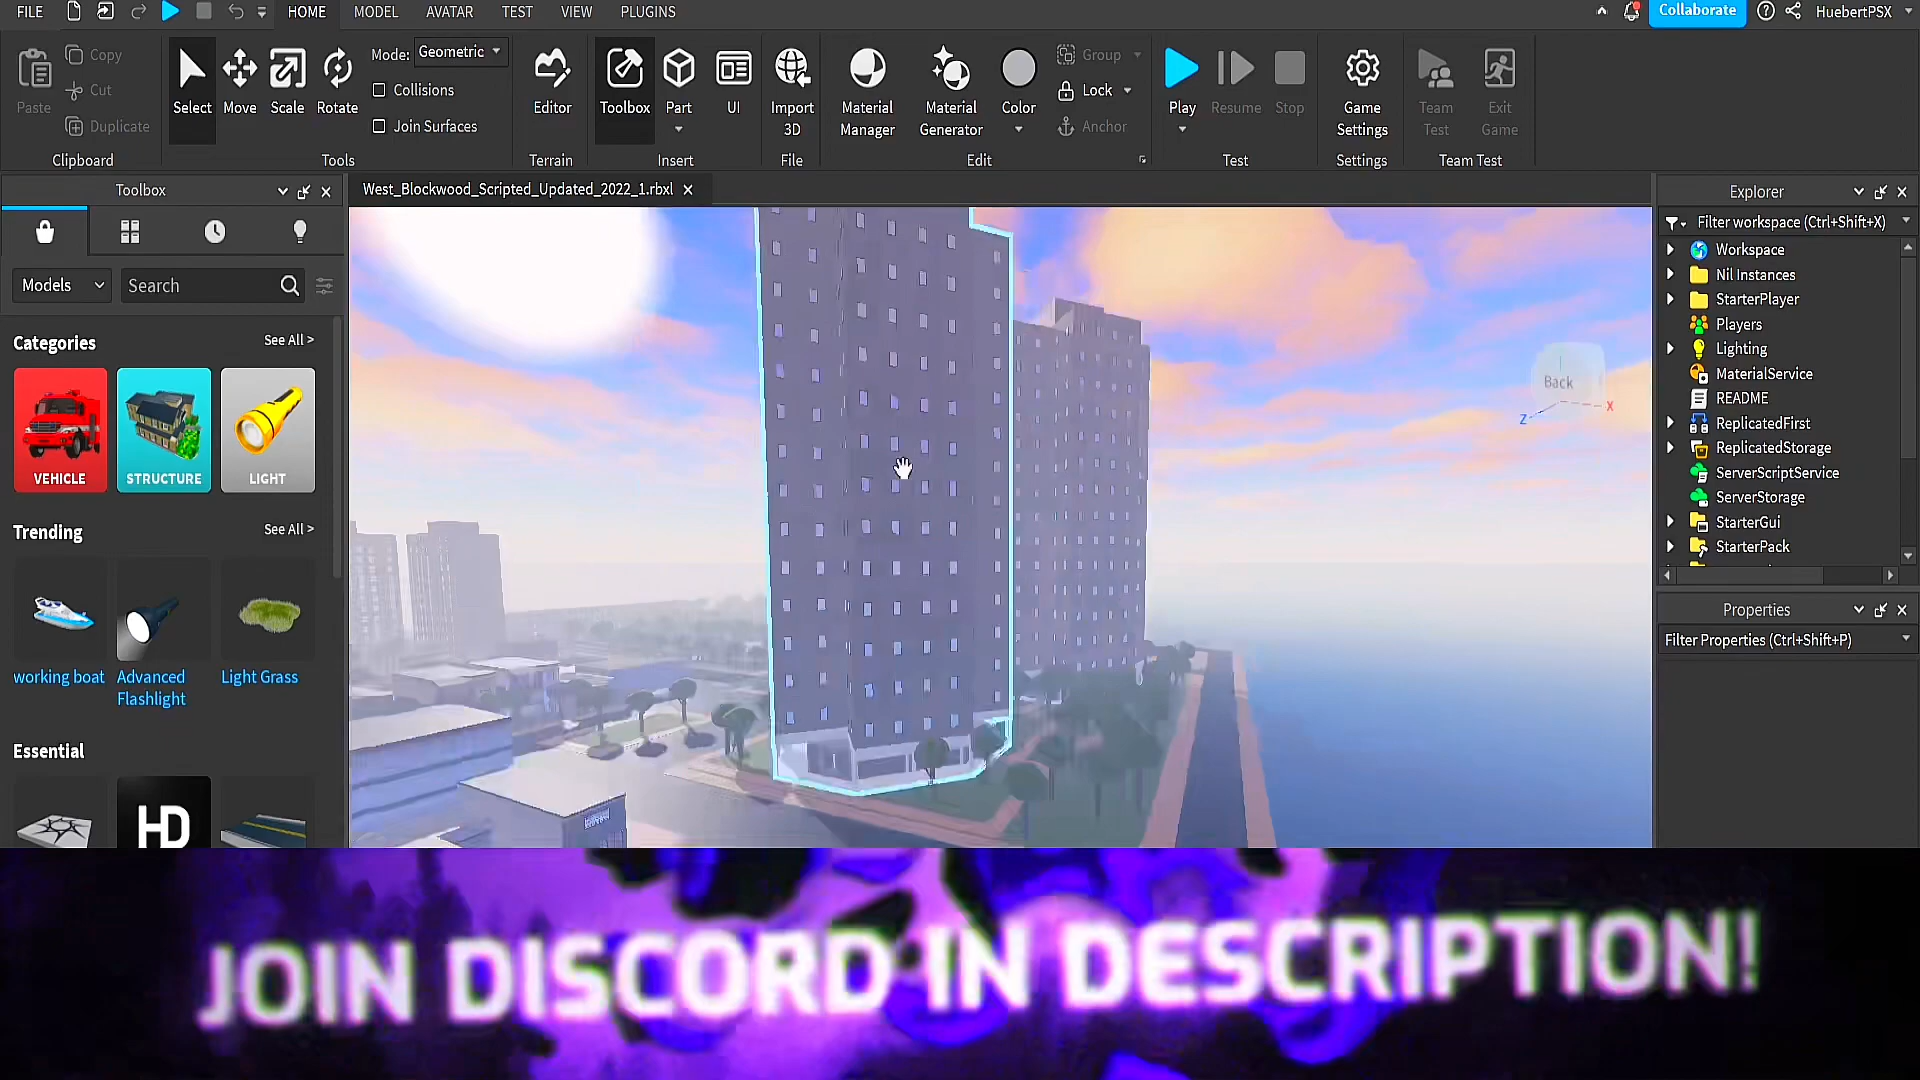 FILE
HOME
MODEL
AVATAR
TEST
VIEW
PLUGINS
Collaborate
HuebertPSX
Paste
Copy
Cut
Duplicate
Clipboard
Select
Move
Scale
Rotate
Mode: Geometric
Collisions
Join Surfaces
Tools
Editor
Terrain
Toolbox
Part
UI
Insert
Import
3D
File
Material
Manager
Material
Generator
Color
Group
Lock
Anchor
Edit
Play
Resume
Stop
Test
Game
Settings
Settings
Team
Test
Exit
Game
Team Test
Toolbox
West_Blockwood_Scripted_Updated_2022_1.rbxl
Models
Search
Categories
See All >
VEHICLE
STRUCTURE
LIGHT
Trending
See All >
working boat
Advanced
Flashlight
Light Grass
Essential
HD
Back
Z
X
Explorer
Filter workspace (Ctrl+Shift+X)
Workspace
Nil Instances
StarterPlayer
Players
Lighting
MaterialService
README
ReplicatedFirst
ReplicatedStorage
ServerScriptService
ServerStorage
StarterGui
StarterPack
Properties
Filter Properties (Ctrl+Shift+P)
JOIN DISCORD IN DESCRIPTION!